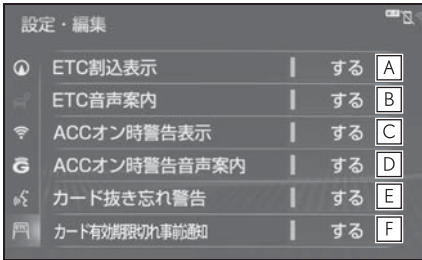 設定・編集
ETC割込表示 する A
ETC音声案内 する B
ACCオン時警告表示 する C
ACCオン時警告音声案内 する D
カード抜き忘れ警告 する E
カード有効期限切れ事前通知 する F